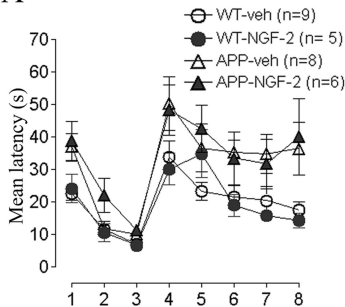 WT-veh (n=9)
WT-NGF-2 (n= 5)
APP-veh (n=8)
APP-NGF-2 (n=6)
Mean latency (s)
70
60
50
40
30
20
10
0
1 2 3 4 5 6 7 8